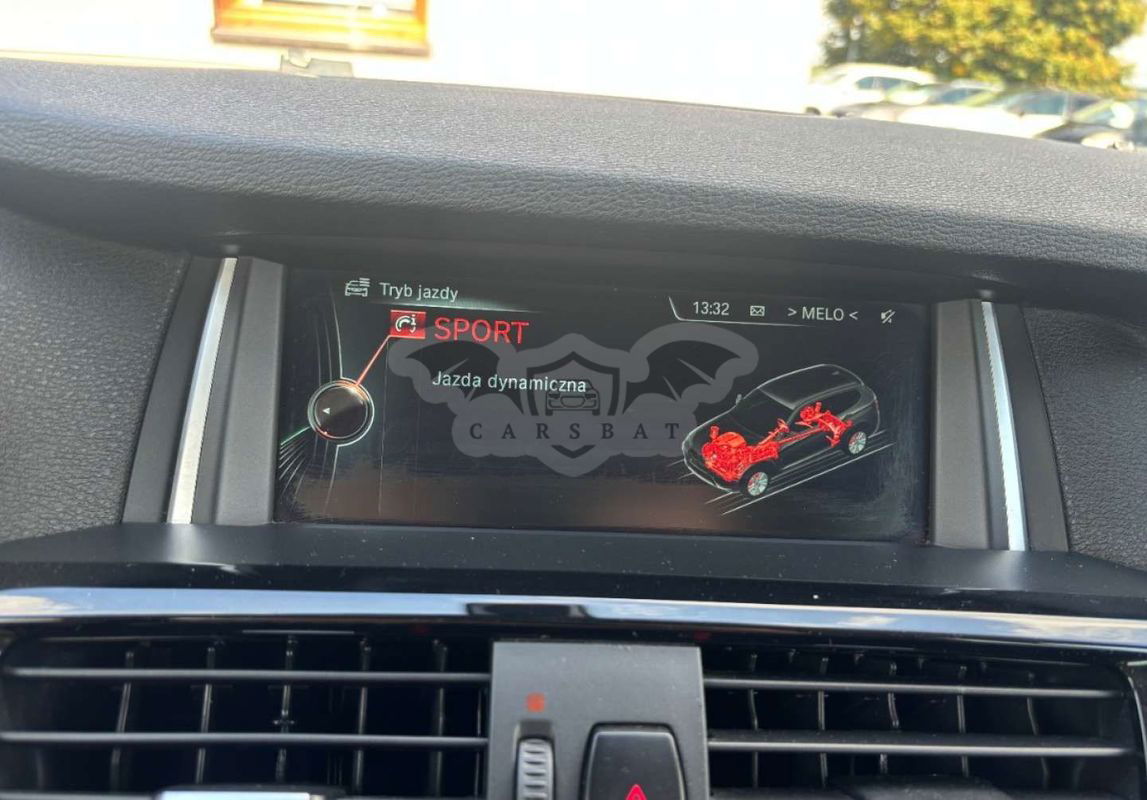 Tryb jazdy
13:32 > MELO <
SPORT
Jazda dynamiczna
CARSBAT